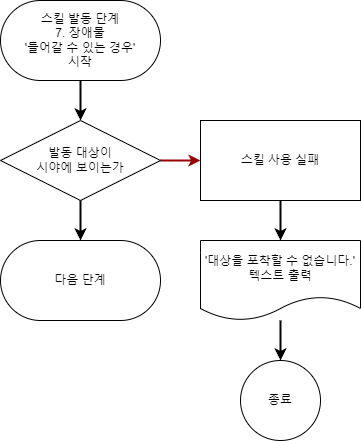 스킬 발동 단계
7. 장애물
'들어갈 수 있는 경우'
시작
발동 대상이
시야에 보이는가
스킬 사용 실패
다음 단계
'대상을 포착할 수 없습니다.'
텍스트 출력
종료